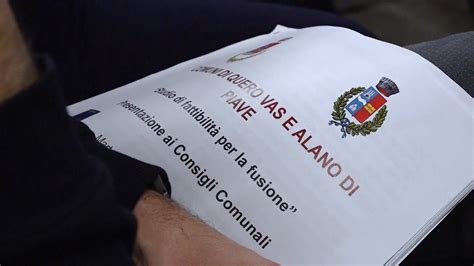 COMUNI DI QUERO VAS E ALANO DI
PIAVE
Studio di fattibilità per la fusione"
Presentazione ai Consigli Comunali